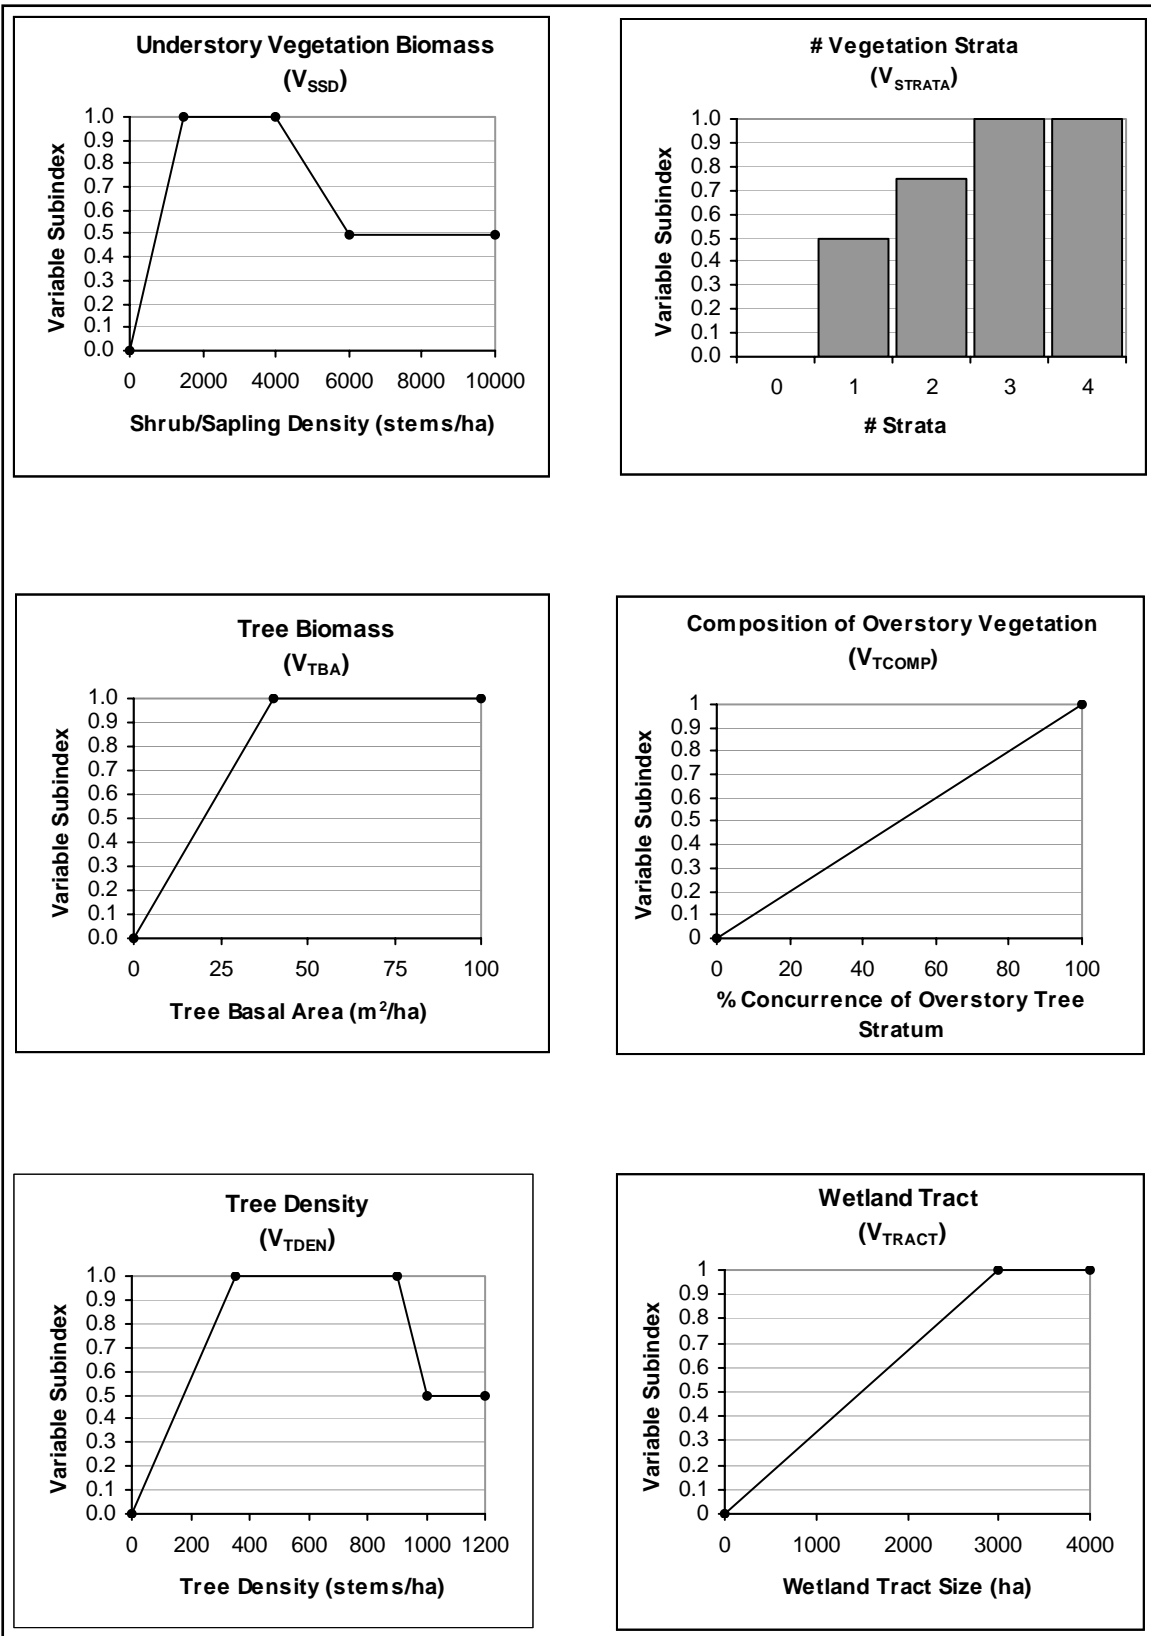 Understory Vegetation Biomass
(V_SSD)
Variable Subindex
1.0
0.9
0.8
0.7
0.6
0.5
0.4
0.3
0.2
0.1
0.0
0 2000 4000 6000 8000 10000
Shrub/Sapling Density (stems/ha)
# Vegetation Strata
(V_STRATA)
Variable Subindex
1.0
0.9
0.8
0.7
0.6
0.5
0.4
0.3
0.2
0.1
0.0
0 1 2 3 4
# Strata
Tree Biomass
(V_TBA)
Variable Subindex
1.0
0.9
0.8
0.7
0.6
0.5
0.4
0.3
0.2
0.1
0.0
0 25 50 75 100
Tree Basal Area (m²/ha)
Composition of Overstory Vegetation
(V_TCOMP)
Variable Subindex
1
0.9
0.8
0.7
0.6
0.5
0.4
0.3
0.2
0.1
0
0 20 40 60 80 100
% Concurrence of Overstory Tree
Stratum
Tree Density
(V_TDEN)
Variable Subindex
1.0
0.9
0.8
0.7
0.6
0.5
0.4
0.3
0.2
0.1
0.0
0 200 400 600 800 1000 1200
Tree Density (stems/ha)
Wetland Tract
(V_TRACT)
Variable Subindex
1
0.9
0.8
0.7
0.6
0.5
0.4
0.3
0.2
0.1
0
0 1000 2000 3000 4000
Wetland Tract Size (ha)